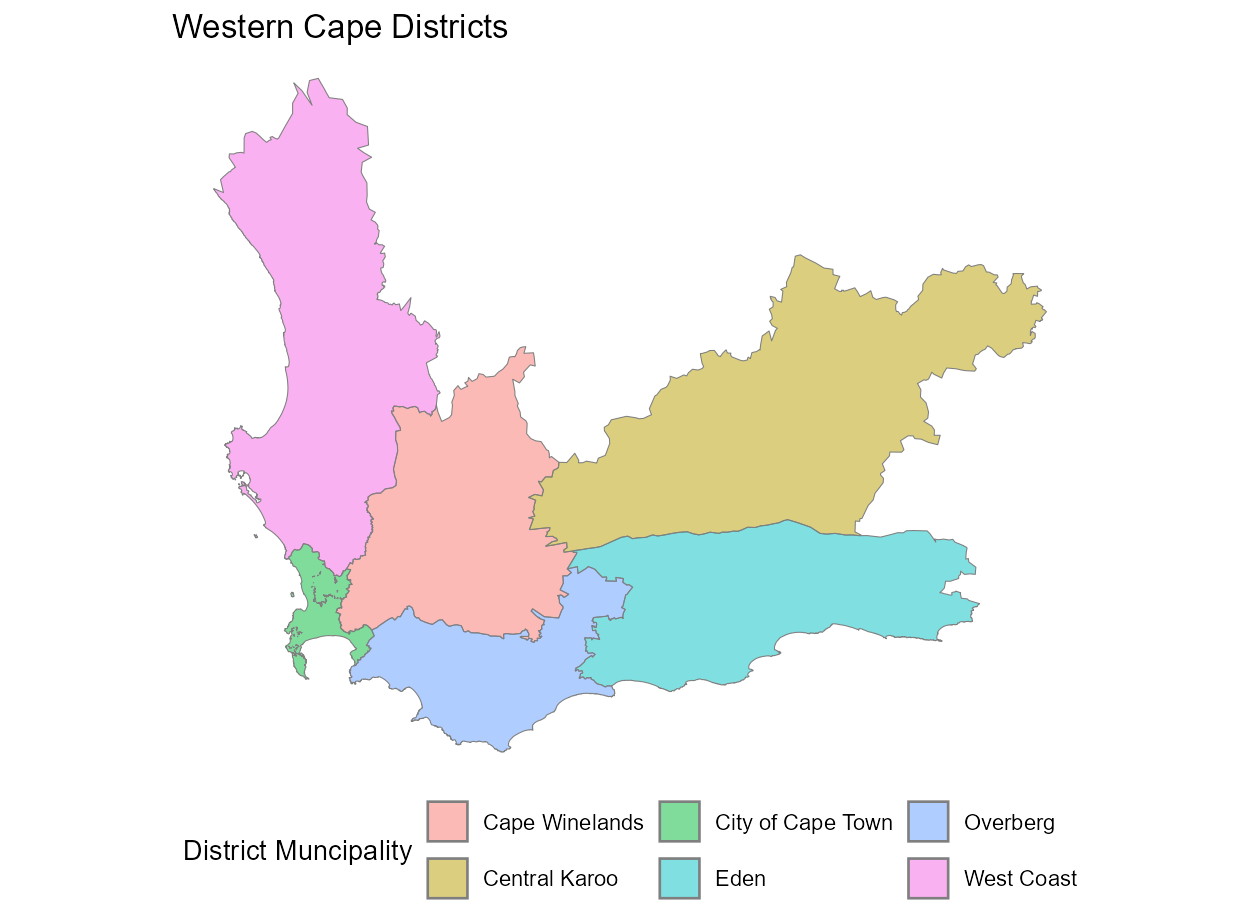 Western Cape Districts
District Muncipality
Cape Winelands
City of Cape Town
Overberg
Central Karoo
Eden
West Coast